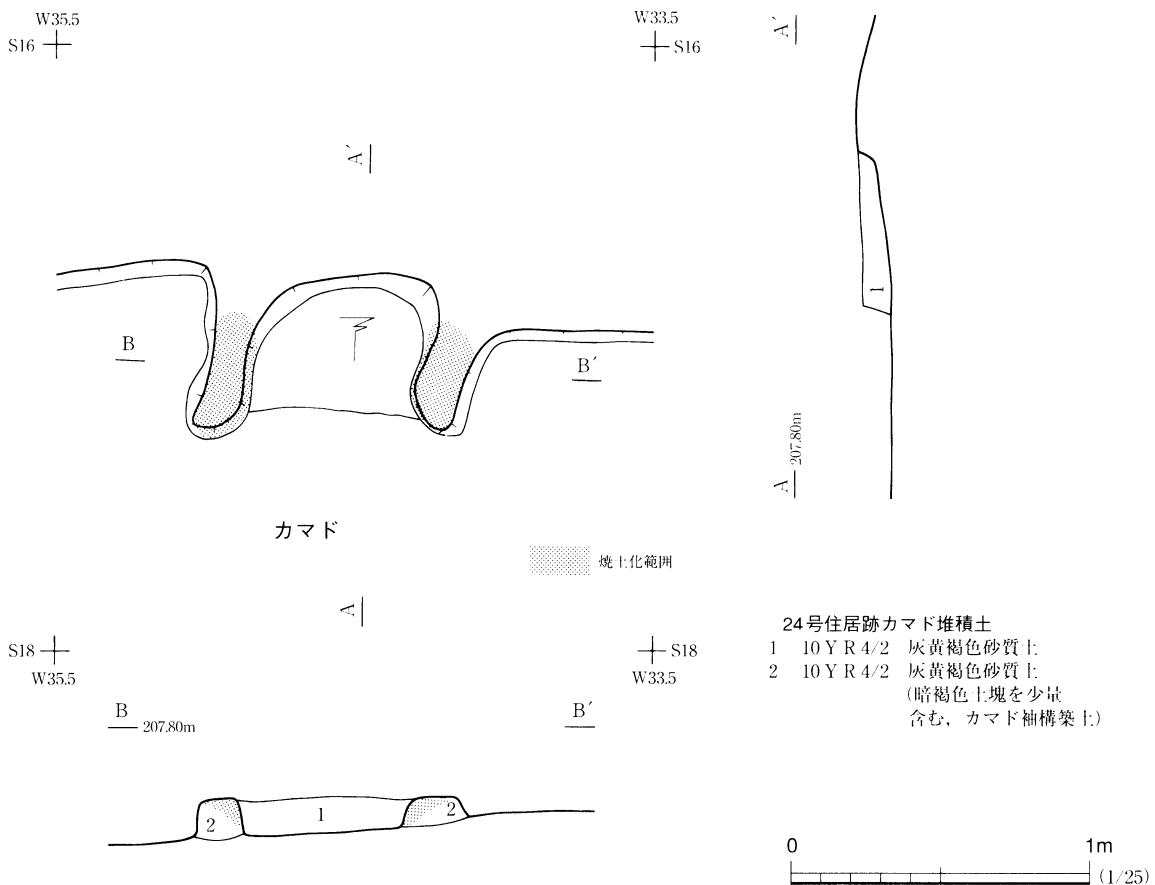 W35.5
W33.5
S16
S16
A´
A´
B
B´
1
A 207.80m
カマド
焼土化範囲
A
S18
S18
W35.5
W33.5
24号住居跡カマド堆積土
1 10YR4/2 灰黄褐色砂質土
2 10YR4/2 灰黄褐色砂質土
(暗褐色土塊を少量
含む，カマド袖構築土)
B
207.80m
B´
2
1
2
0
1m
(1/25)